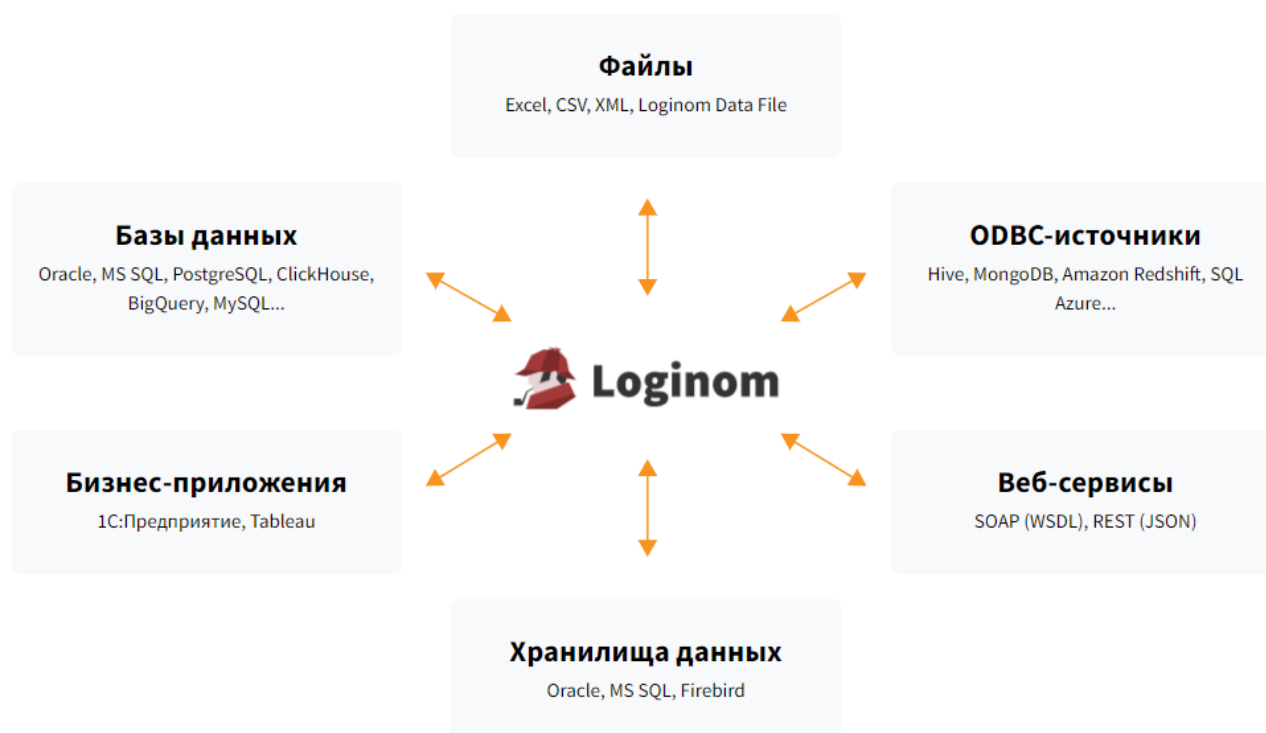 Файлы
Excel, CSV, XML, Loginom Data File
Базы данных
Oracle, MS SQL, PostgreSQL, ClickHouse,
BigQuery, MySQL...
ODBC-источники
Hive, MongoDB, Amazon Redshift, SQL
Azure...
Loginom
Бизнес-приложения
1С:Предприятие, Tableau
Веб-сервисы
SOAP (WSDL), REST (JSON)
Хранилища данных
Oracle, MS SQL, Firebird